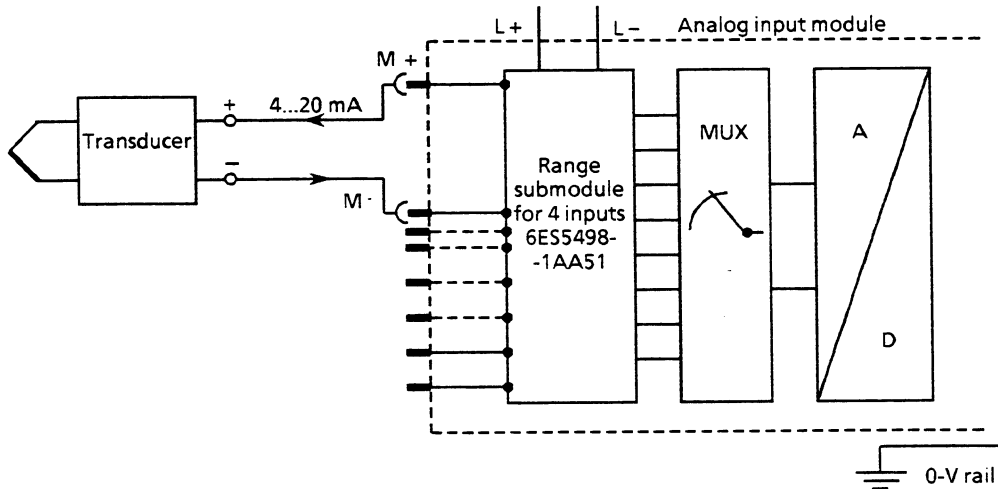 L+
L−
Analog input module
M +
+
4...20 mA
Transducer
−
M -
Range
submodule
for 4 inputs
6ES5498-
-1AA51
MUX
A
D
0-V rail